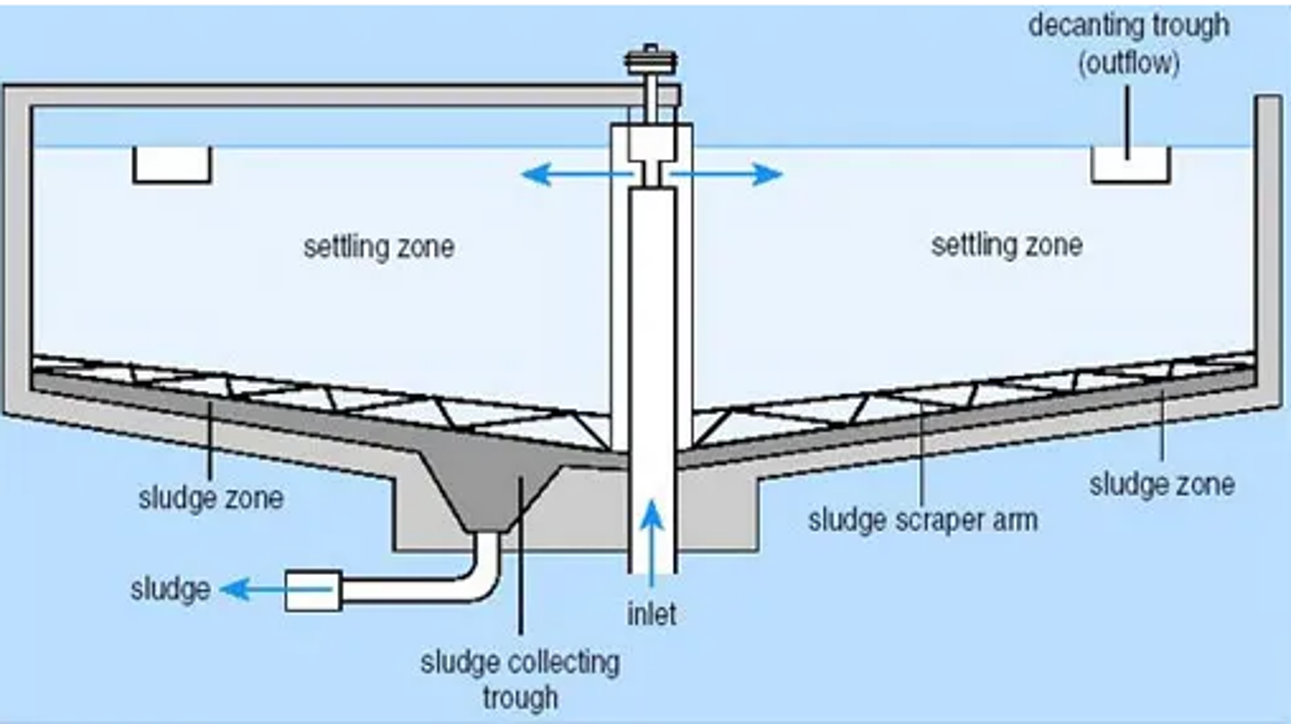 decanting trough
(outflow)
settling zone
settling zone
sludge zone
sludge zone
sludge scraper arm
sludge
inlet
sludge collecting
trough